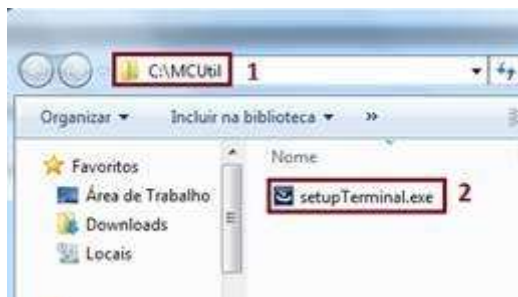 C:\MCUtil 1
Organizar Incluir na biblioteca »
Favoritos
Área de Trabalho
Downloads
Locais
Nome
setupTerminal.exe 2